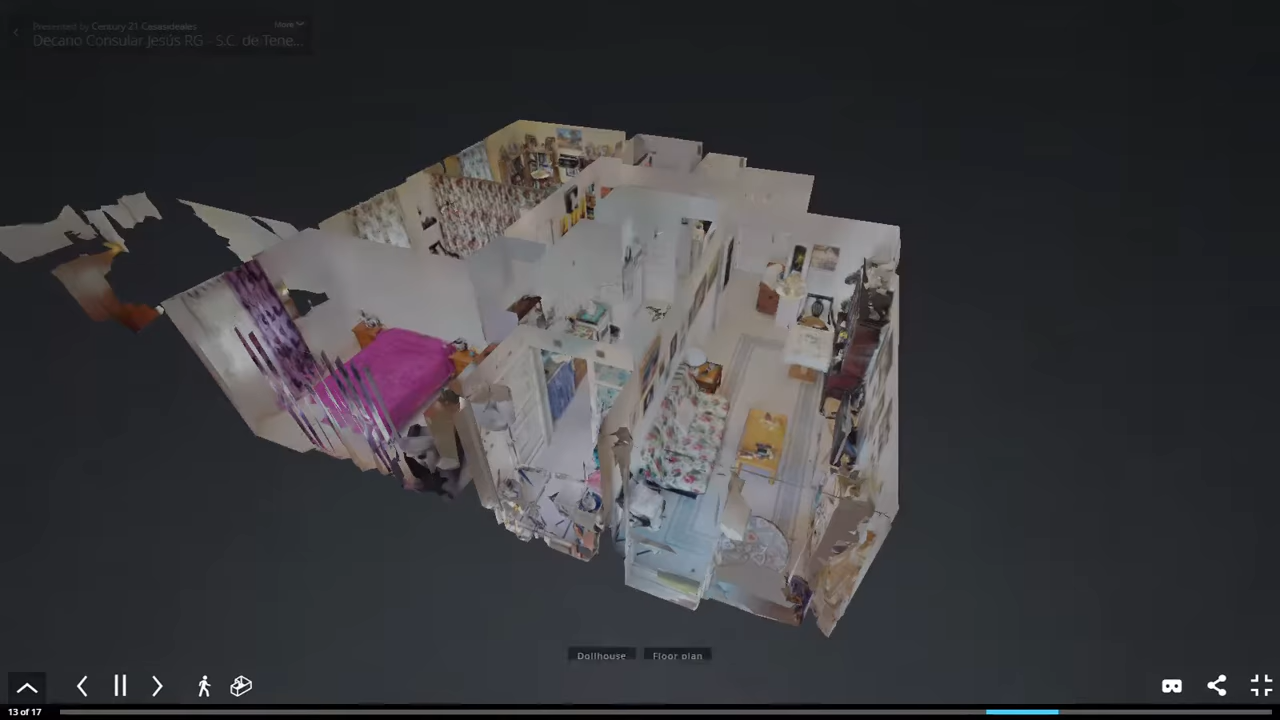 Presented by Century 21 Casasideales
More
Decano Consular Jesús RG - S.C. de Tene...
Dollhouse
Floor plan
13 of 17